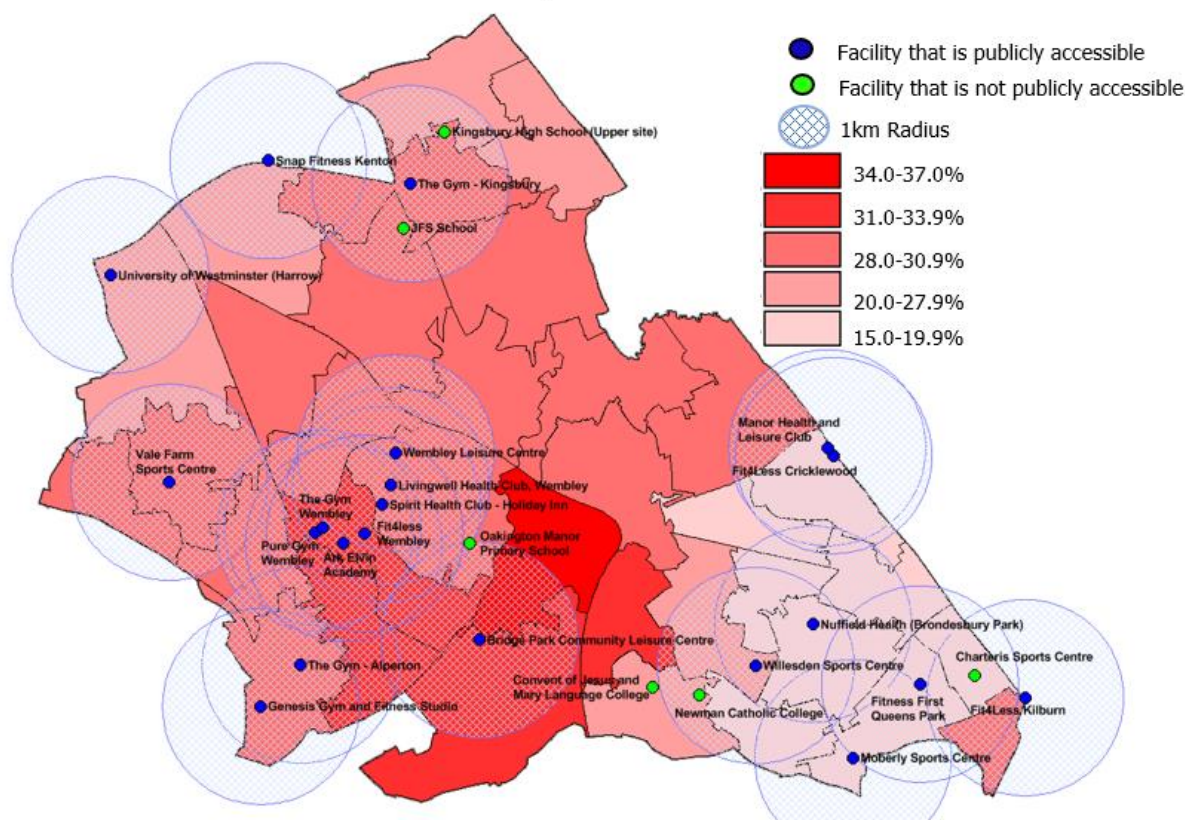 Facility that is publicly accessible
Facility that is not publicly accessible
1km Radius
34.0-37.0%
31.0-33.9%
28.0-30.9%
20.0-27.9%
15.0-19.9%
Kingsbury High School (Upper site)
Snap Fitness Kenton
The Gym - Kingsbury
JFS School
University of Westminster (Harrow)
Manor Health and
Leisure Club
Fit4Less Cricklewood
Vale Farm
Sports Centre
Wembley Leisure Centre
Livingwell Health Club, Wembley
Spirit Health Club - Holiday Inn
The Gym
Wembley
Fit4less
Wembley
Pure Gym
Wembley
Ark Elvin
Academy
Oakington Manor
Primary School
Bridge Park Community Leisure Centre
Nuffield Health (Brondesbury Park)
Charteris Sports Centre
Willesden Sports Centre
The Gym - Alperton
Convent of Jesus and
Mary Language College
Genesis Gym and Fitness Studio
Newman Catholic College
Fitness First
Queens Park
Fit4Less Kilburn
Moberly Sports Centre